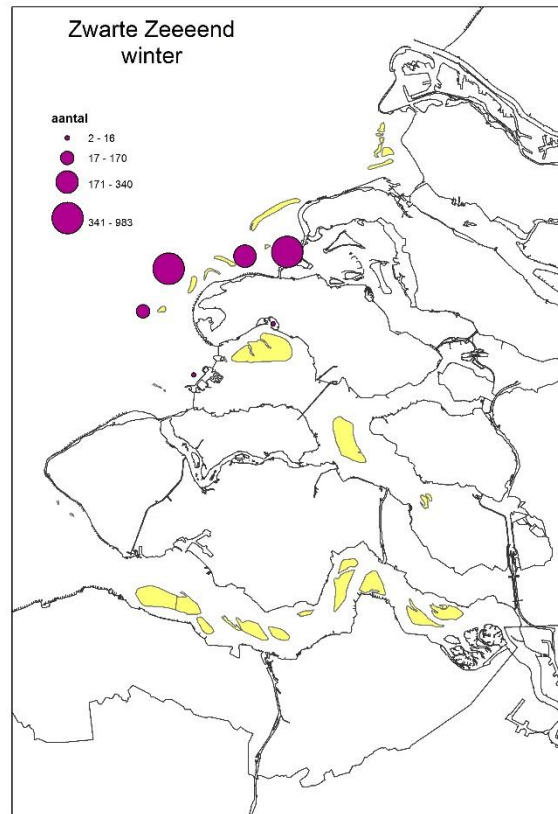 Zwarte Zeeeend
winter
aantal
2 - 16
17 - 170
171 - 340
341 - 983